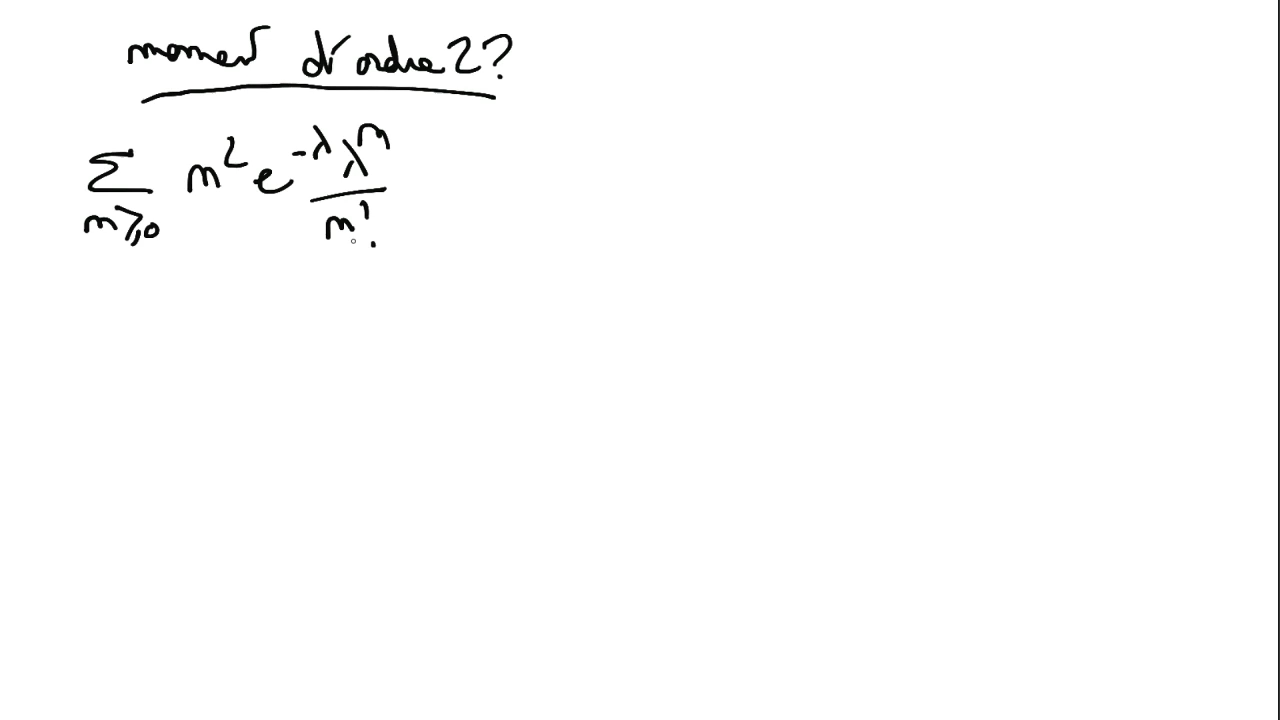 moment d'ordre 2?
∑ n² e^{-λ} λ^n / n!
n ≥ 0